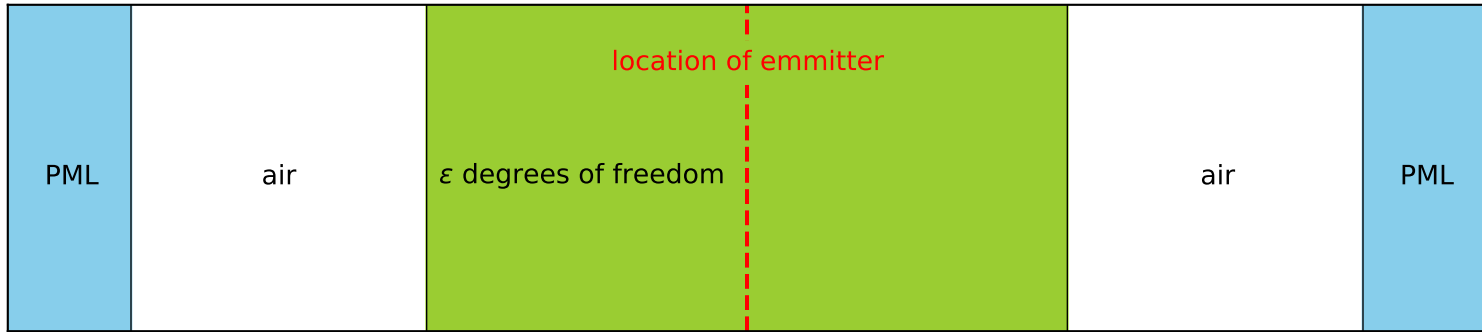 location of emmitter
PML
air
ε degrees of freedom
air
PML